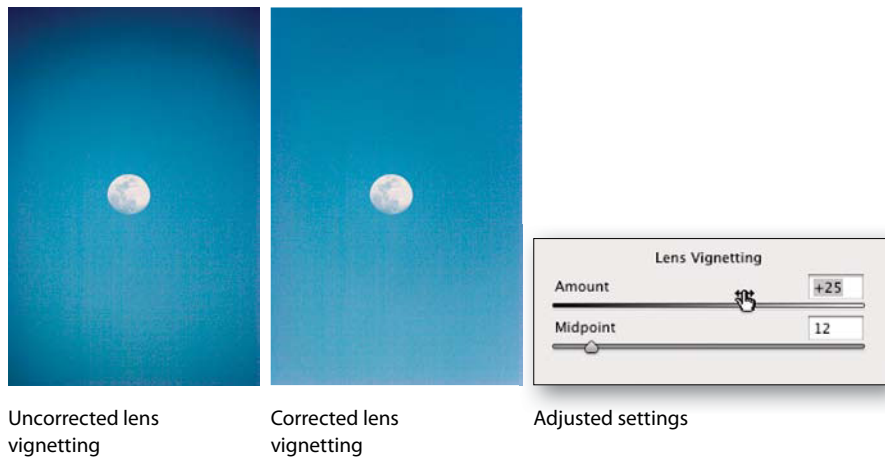 Lens Vignetting
Amount
+25
Midpoint
12
Uncorrected lens
vignetting
Corrected lens
vignetting
Adjusted settings